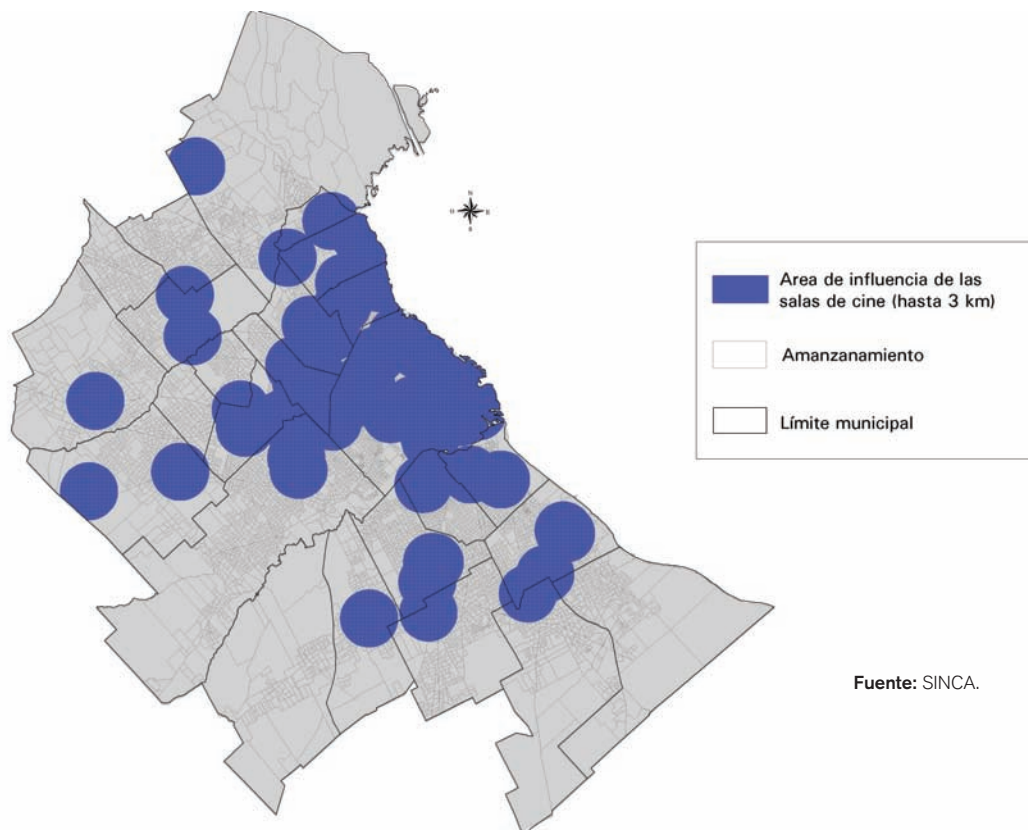 N
O E
S
Area de influencia de las
salas de cine (hasta 3 km)
Amanzanamiento
Límite municipal
Fuente: SINCA.